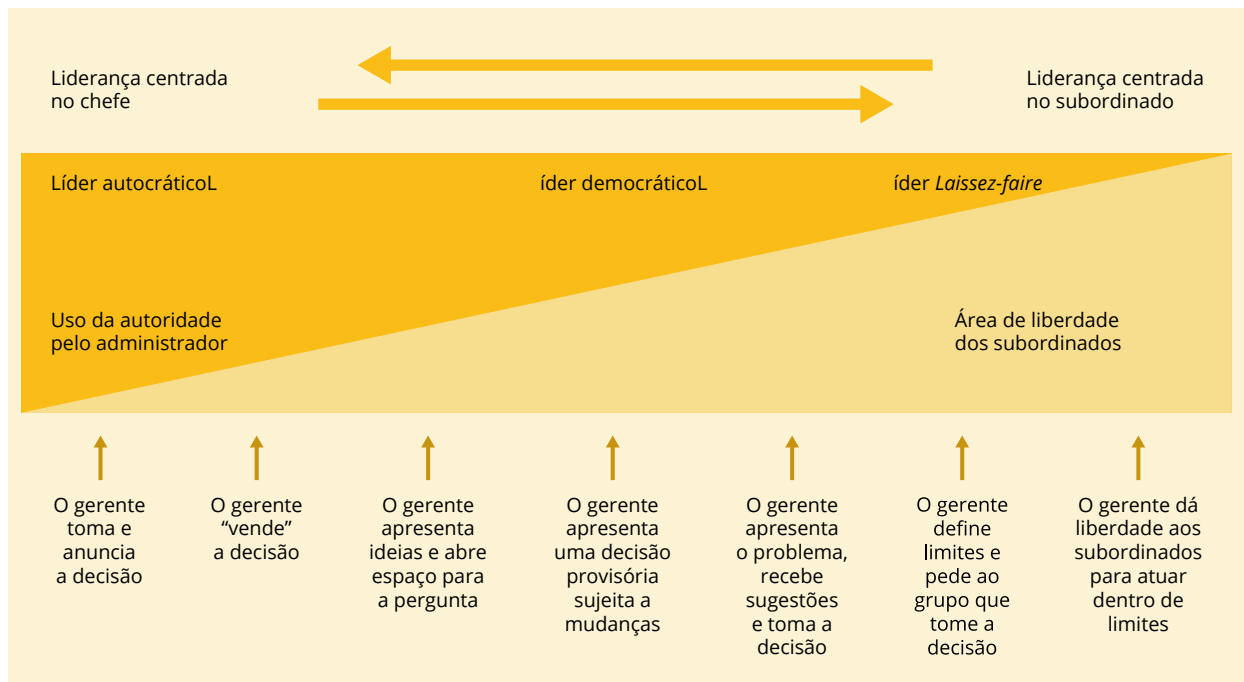 Liderança centrada
no chefe
Liderança centrada
no subordinado
Líder autocráticoL
íder democráticoL
íder Laissez-faire
Uso da autoridade
pelo administrador
Área de liberdade
dos subordinados
O gerente
toma e
anuncia
a decisão
O gerente
“vende”
a decisão
O gerente
apresenta
ideias e abre
espaço para
a pergunta
O gerente
apresenta
uma decisão
provisória
sujeita a
mudanças
O gerente
apresenta
o problema,
recebe
sugestões
e toma a
decisão
O gerente
define
limites e
pede ao
grupo que
tome a
decisão
O gerente dá
liberdade aos
subordinados
para atuar
dentro de
limites